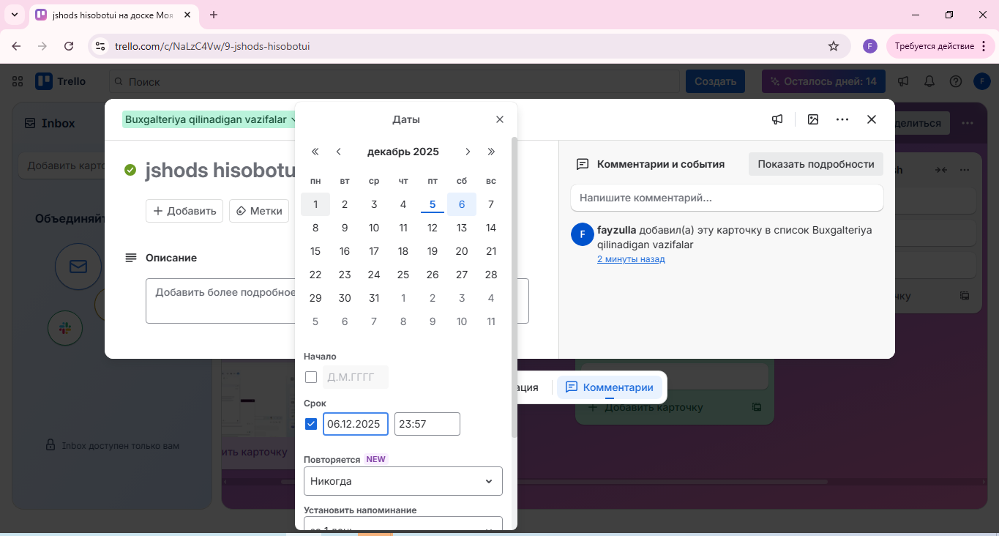 jshods hisobotui на доске Моя
trello.com/c/NaLzC4Vw/9-jshods-hisobotui
F
Требуется действие
Trello
Поиск
Создать
Осталось дней: 14
F
Inbox
Добавить карто
Объединяйт
Inbox доступен только вам
Buxgalteriya qilinadigan vazifalar
jshods hisobotu
Добавить
Метки
Описание
Добавить более подробное
Даты
декабрь 2025
пн вт ср чт пт сб вс
1 2 3 4 5 6 7
8 9 10 11 12 13 14
15 16 17 18 19 20 21
22 23 24 25 26 27 28
29 30 31 1 2 3 4
5 6 7 8 9 10 11
Начало
Д.М.ГГГГ
Срок
06.12.2025 23:57
Повторяется NEW
Никогда
Установить напоминание
Комментарии и события
Показать подробности
Напишите комментарий...
F
fayzulla добавил(а) эту карточку в список Buxgalteriya
qilinadigan vazifalar
2 минуты назад
делиться
sh
чку
ация
Комментарии
Добавить карточку
ить карточку